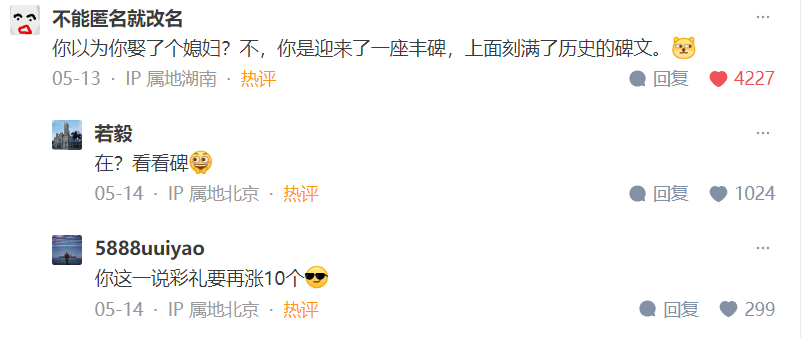 不能匿名就改名
你以为你娶了个媳妇？不，你是迎来了一座丰碑，上面刻满了历史的碑文。
05-13 · IP 属地湖南 · 热评 回复 4227
若毅
在？看看碑
05-14 · IP 属地北京 · 热评 回复 1024
5888uuiyao
你这一说彩礼要再涨10个
05-14 · IP 属地北京 · 热评 回复 299